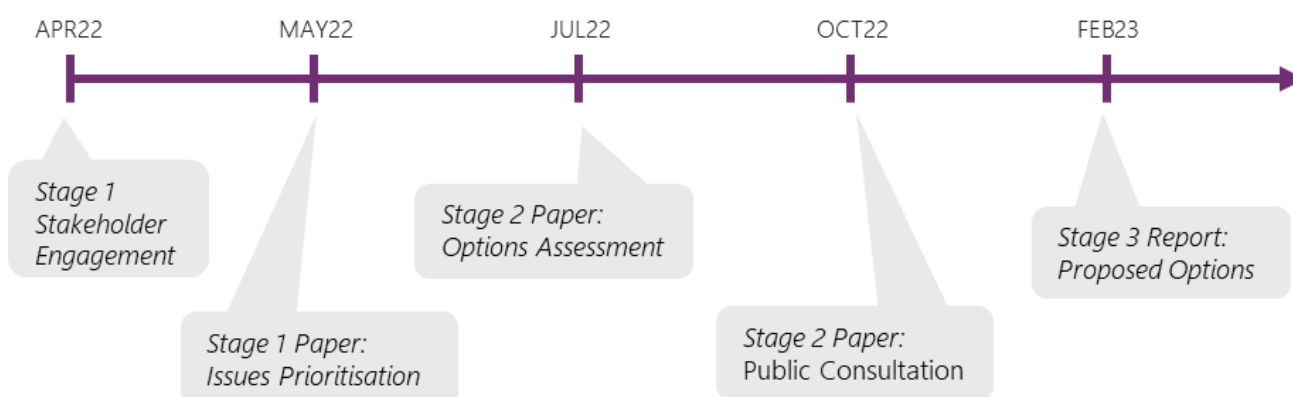 APR22
MAY22
JUL22
OCT22
FEB23
Stage 1
Stakeholder
Engagement
Stage 1 Paper:
Issues Prioritisation
Stage 2 Paper:
Options Assessment
Stage 2 Paper:
Public Consultation
Stage 3 Report:
Proposed Options